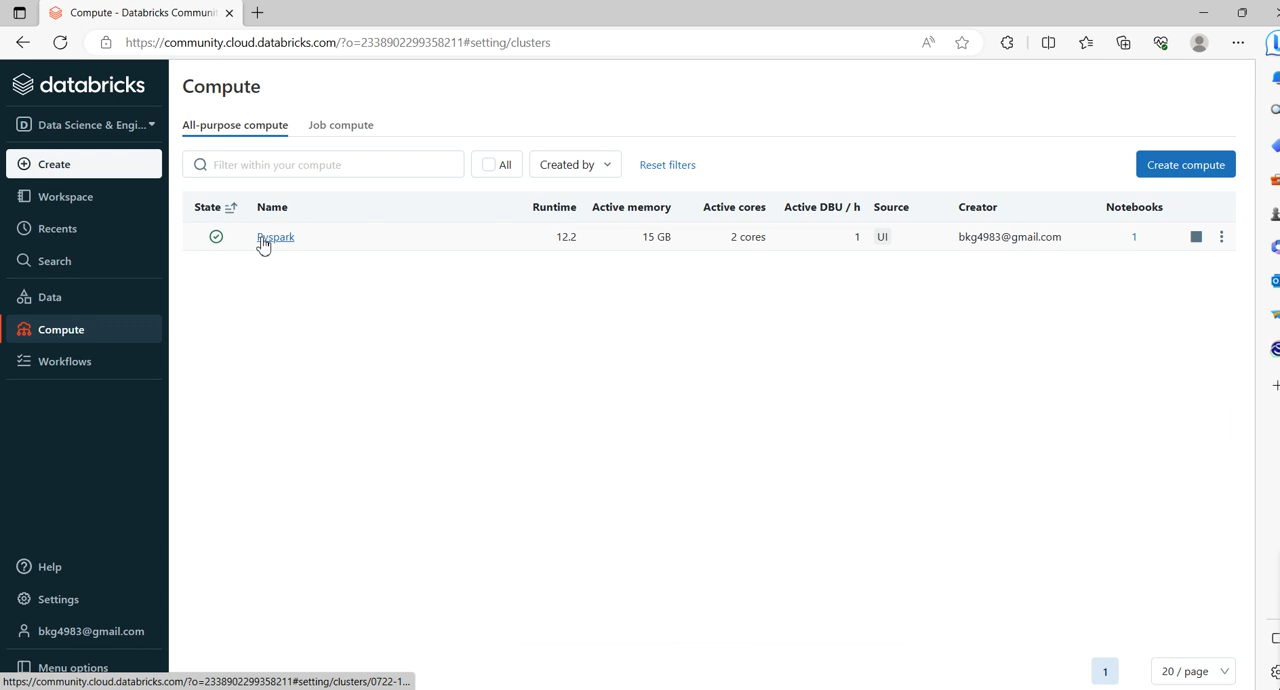 Compute - Databricks Communi
https://community.cloud.databricks.com/?o=2338902299358211#setting/clusters
databricks
D Data Science & Engi...
Create
Workspace
Recents
Search
Data
Compute
Workflows
Help
Settings
bkg4983@gmail.com
Menu options
Compute
All-purpose compute Job compute
Filter within your compute All Created by Reset filters Create compute
State Name Runtime Active memory Active cores Active DBU / h Source Creator Notebooks
Pyspark 12.2 15 GB 2 cores 1 UI bkg4983@gmail.com 1
1 20 / page
https://community.cloud.databricks.com/?o=2338902299358211#setting/clusters/0722-1...